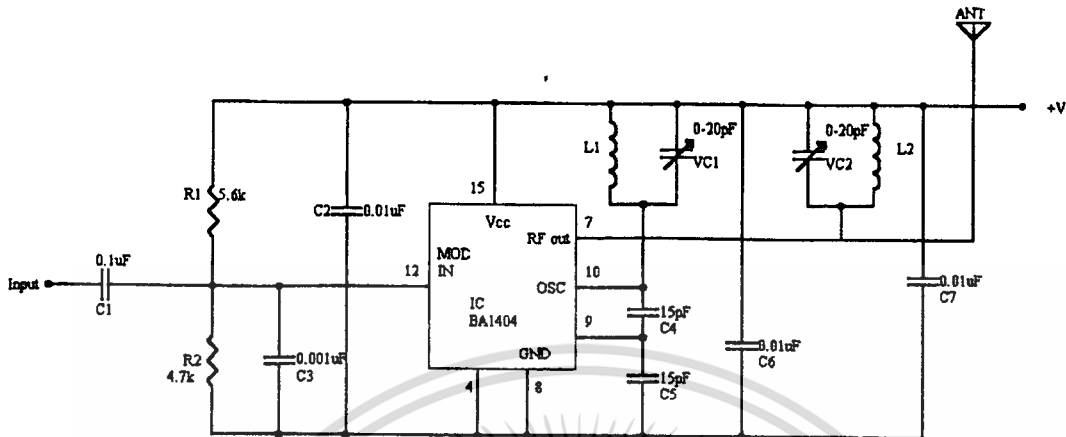 ANT
+V
0-20pF
0-20pF
L1
VC1
VC2
L2
R1
5.6k
15
C2
0.01uF
Vcc
7
RF out
MOD
IN
0.1uF
12
10
0.01uF
Input
C1
OSC
C7
IC
BA1404
15pF
C4
9
R2
4.7k
0.001uF
C3
GND
0.01uF
C6
4
8
15pF
C5